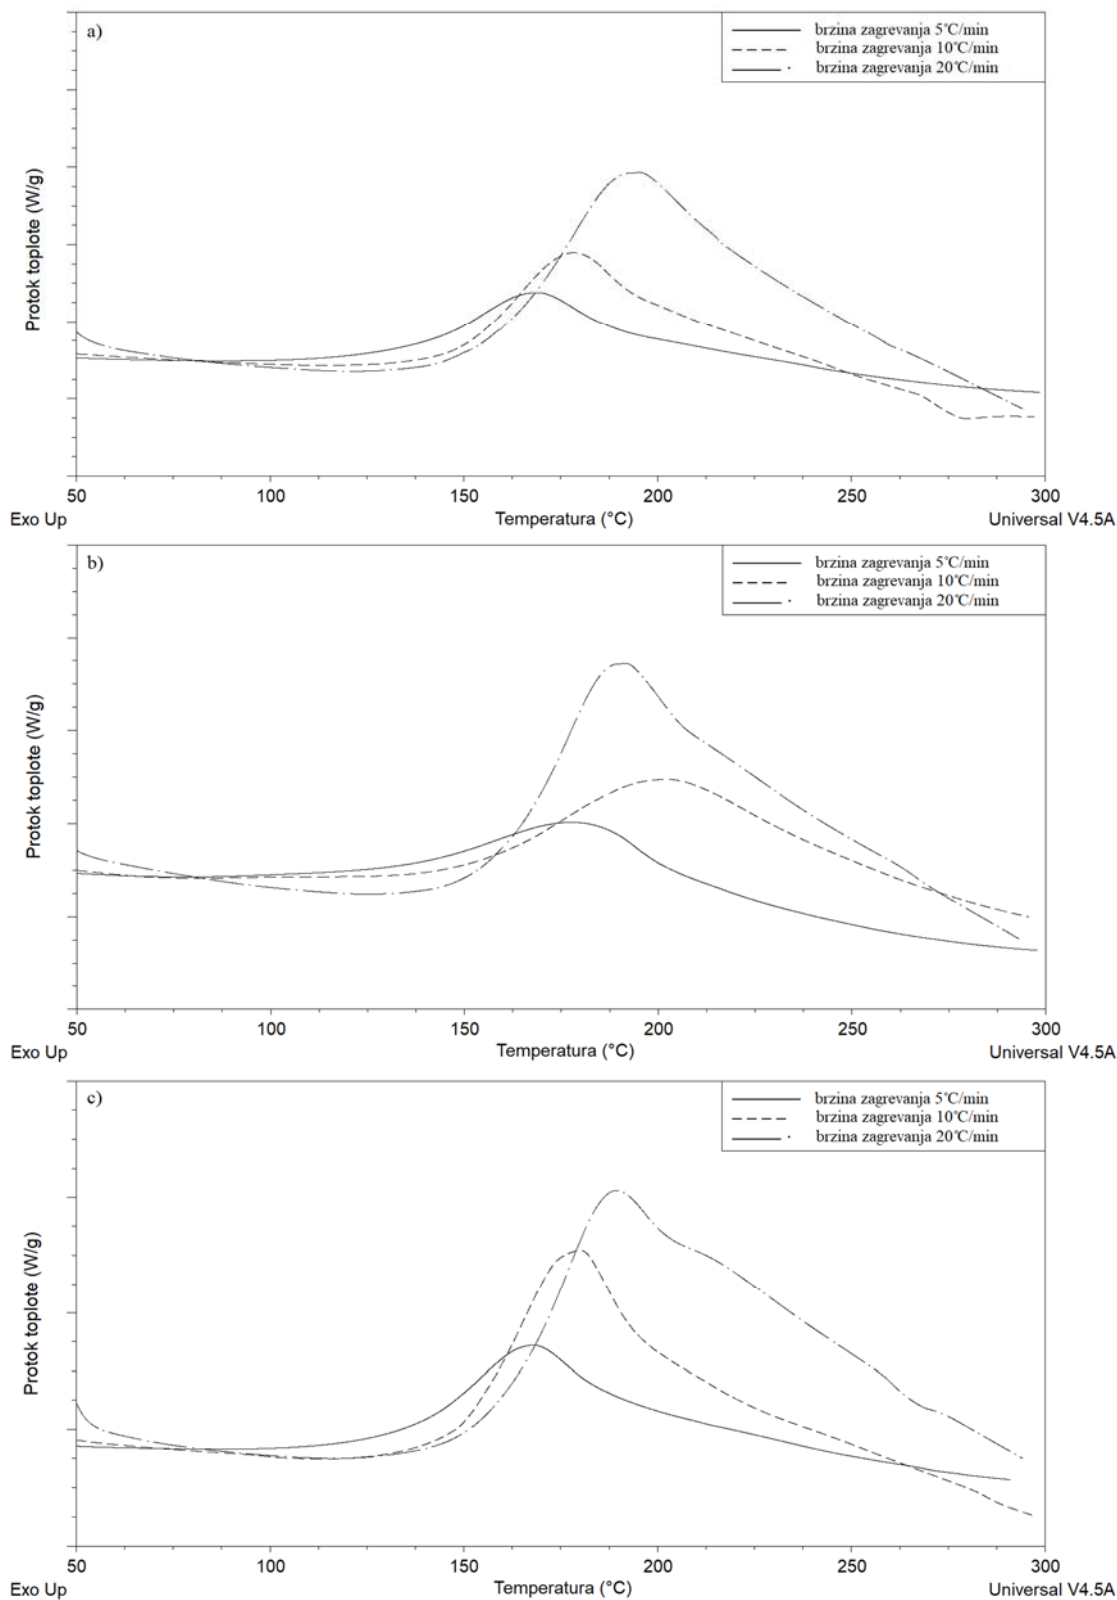 a)
brzina zagrevanja 5°C/min
brzina zagrevanja 10°C/min
brzina zagrevanja 20°C/min
Protok toplote (W/g)
50 100 150 200 250 300
Exo Up Temperatura (°C) Universal V4.5A
b)
brzina zagrevanja 5°C/min
brzina zagrevanja 10°C/min
brzina zagrevanja 20°C/min
Protok toplote (W/g)
50 100 150 200 250 300
Exo Up Temperatura (°C) Universal V4.5A
c)
brzina zagrevanja 5°C/min
brzina zagrevanja 10°C/min
brzina zagrevanja 20°C/min
Protok toplote (W/g)
50 100 150 200 250 300
Exo Up Temperatura (°C) Universal V4.5A